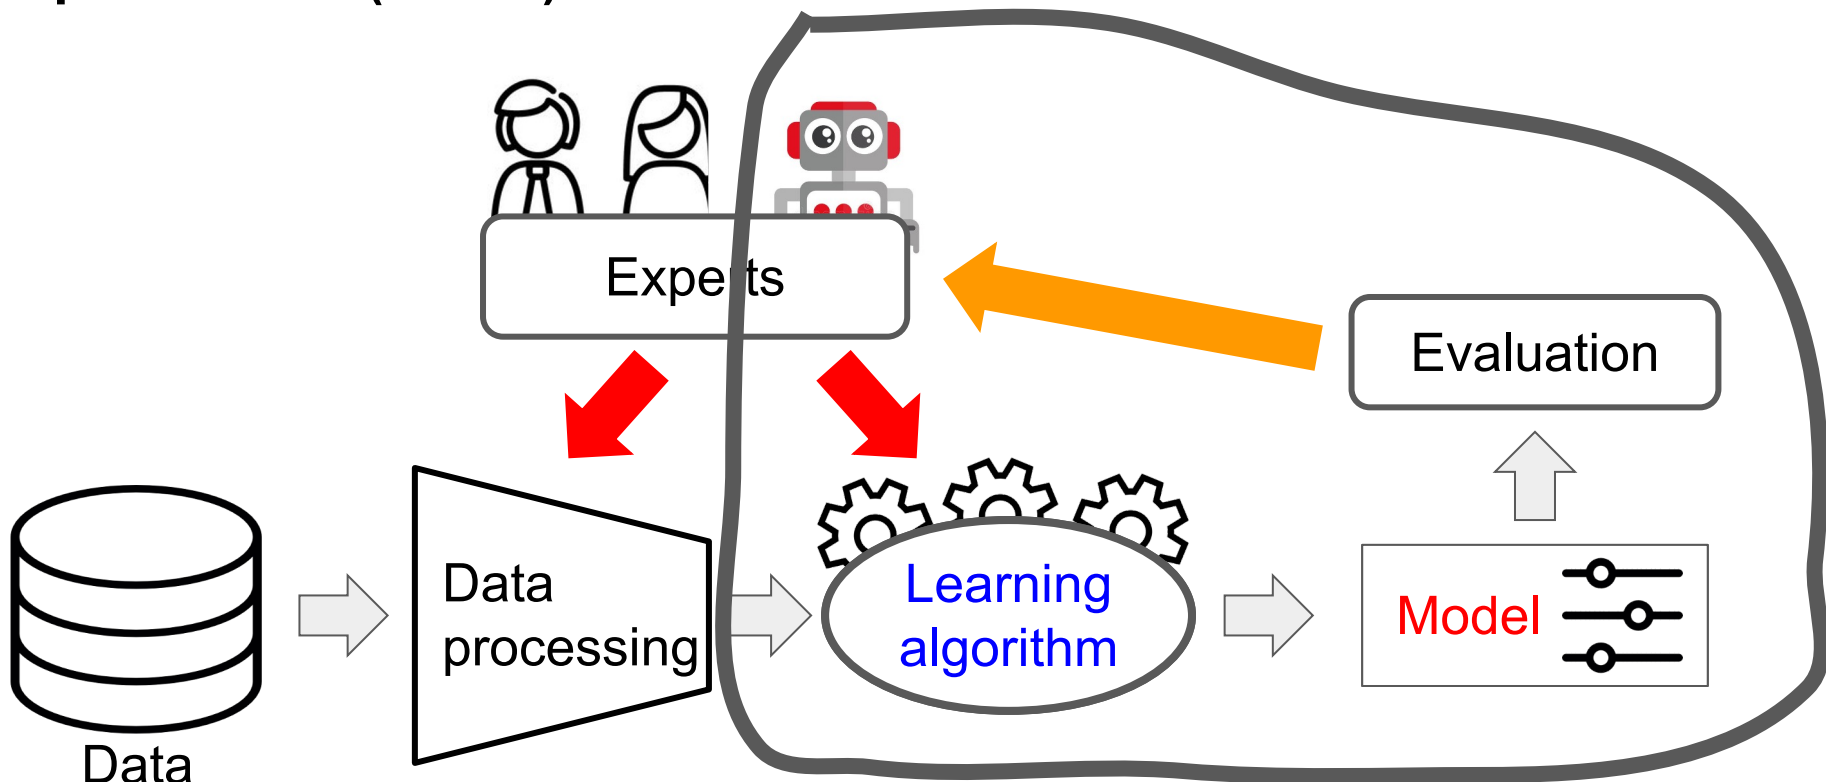 Experts
Evaluation
Data
processing
Learning
algorithm
Model
Data